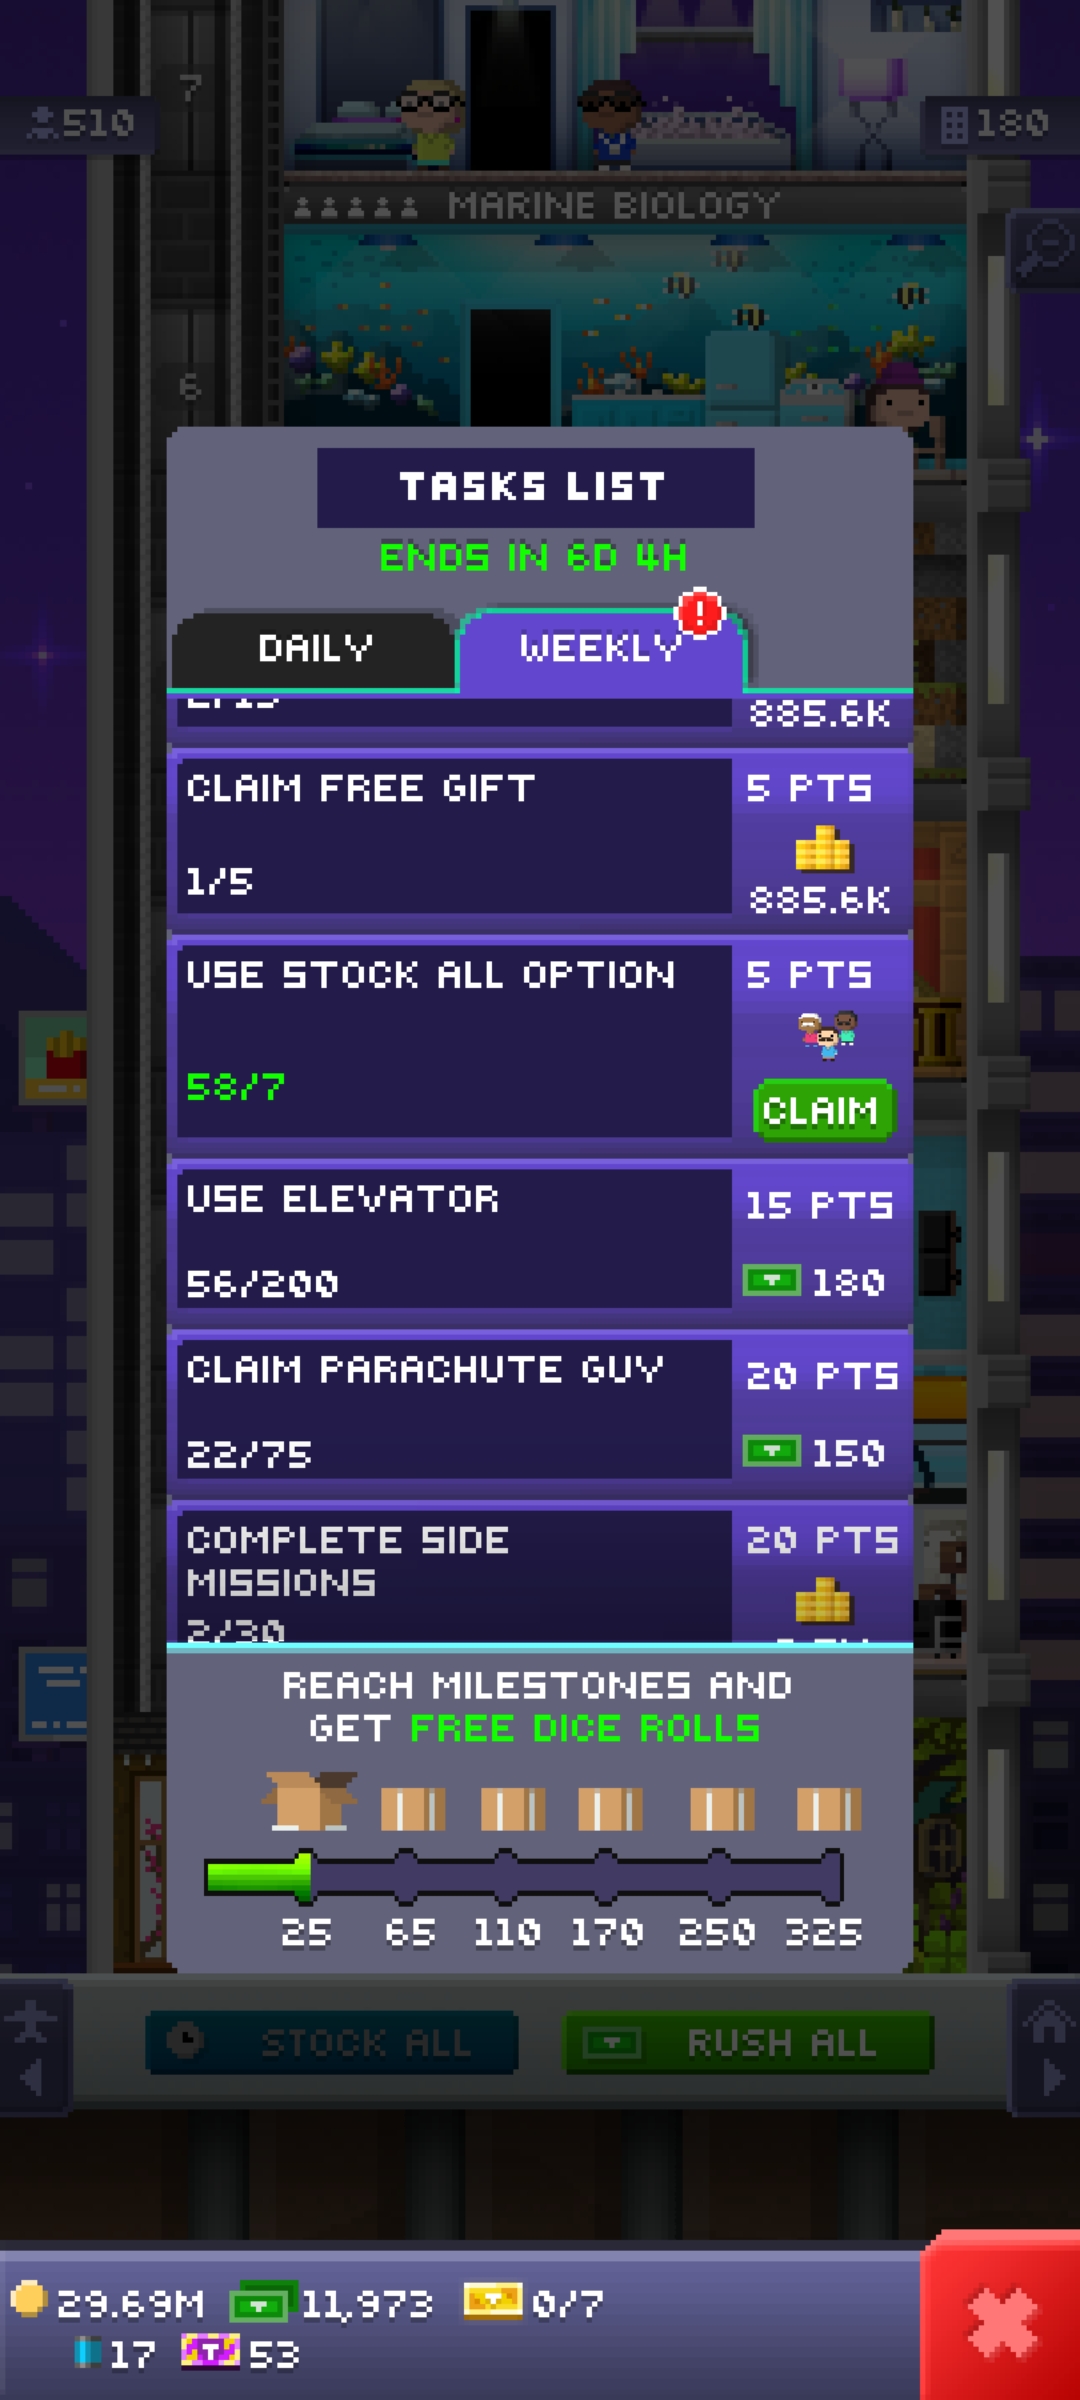 7
510
180
MARINE BIOLOGY
6
TASKS LIST
ENDS IN 6D 4H
DAILY
WEEKLY
!
2/15
885.6K
CLAIM FREE GIFT
5 PTS
1/5
885.6K
USE STOCK ALL OPTION
5 PTS
58/7
CLAIM
USE ELEVATOR
15 PTS
56/200
180
CLAIM PARACHUTE GUY
20 PTS
22/75
150
COMPLETE SIDE
MISSIONS
20 PTS
2/30
REACH MILESTONES AND
GET FREE DICE ROLLS
25 65 110 170 250 325
STOCK ALL
RUSH ALL
29.69M 11,973 0/7
17 53